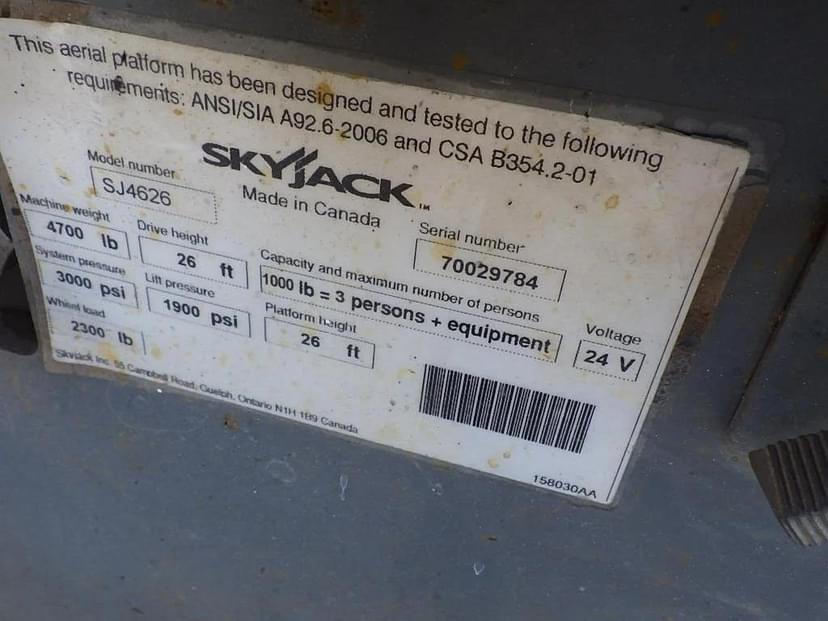 This aerial platform has been designed and tested to the following
requirements: ANSI/SIA A92.6-2006 and CSA B354.2-01
SKYJACK™
Made in Canada
Model number
SJ4626
Serial number
70029784
Machine weight
4700 lb
Drive height
26 ft
Capacity and maximum number of persons
1000 lb = 3 persons + equipment
Voltage
24 V
System pressure
3000 psi
Lift pressure
1900 psi
Platform height
26 ft
Wheel load
2300 lb
Skyjack Inc. 55 Campbell Road, Guelph, Ontario N1H 1B9 Canada
158030AA